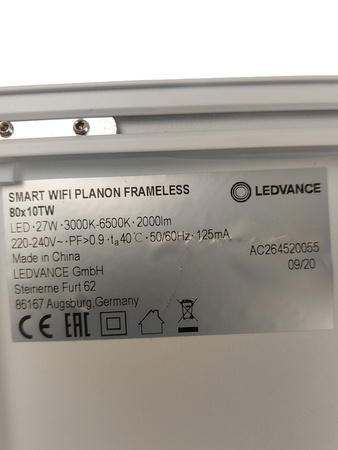 SMART WIFI PLANON FRAMELESS
80x10TW
LEDVANCE
LED · 27W · 3000K-6500K · 2000lm
220-240V~ · PF>0.9 · ta 40°C · 50/60Hz · 125mA
Made in China
AC264520055
LEDVANCE GmbH
09/20
Steinerne Furt 62
86167 Augsburg,Germany
CE EAC